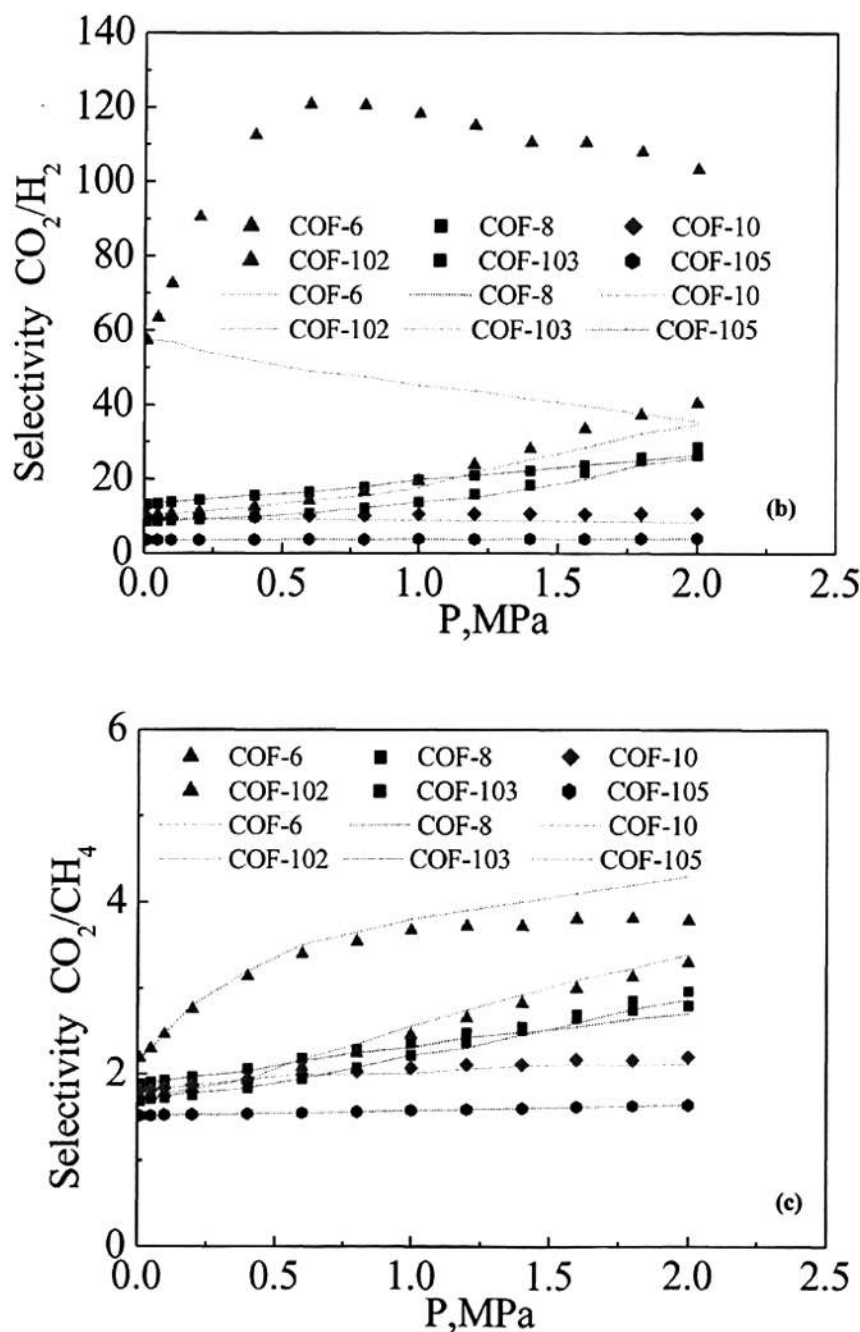 140
120
100
80
60
40
20
0
Selectivity CO2/H2
COF-6 COF-8 COF-10
COF-102 COF-103 COF-105
COF-6 COF-8 COF-10
COF-102 COF-103 COF-105
(b)
0.0 0.5 1.0 1.5 2.0 2.5
P,MPa
6
4
2
0
Selectivity CO2/CH4
COF-6 COF-8 COF-10
COF-102 COF-103 COF-105
COF-6 COF-8 COF-10
COF-102 COF-103 COF-105
(c)
0.0 0.5 1.0 1.5 2.0 2.5
P,MPa